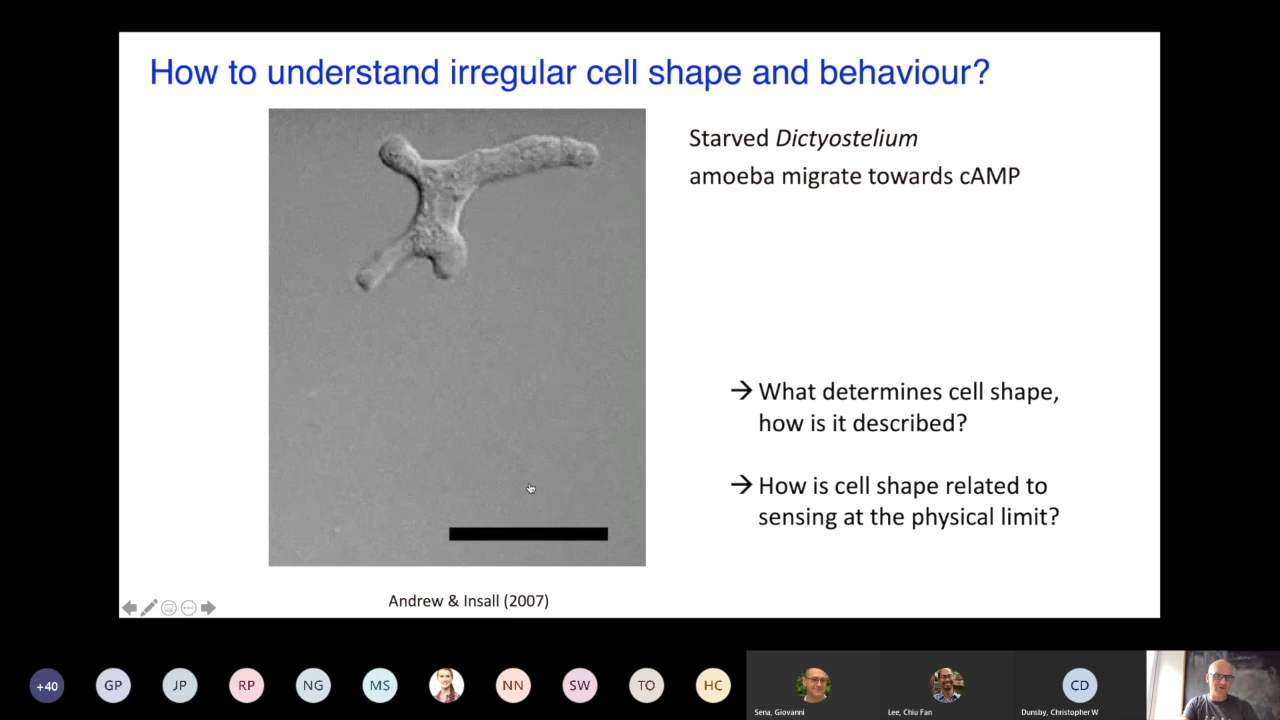 How to understand irregular cell shape and behaviour?
Starved Dictyostelium
amoeba migrate towards cAMP
→ What determines cell shape,
how is it described?
→ How is cell shape related to
sensing at the physical limit?
Andrew & Insall (2007)
+40
GP
JP
RP
NG
MS
NN
SW
TO
HC
CD
Sena, Giovanni
Lee, Chiu Fan
Dunsby, Christopher W